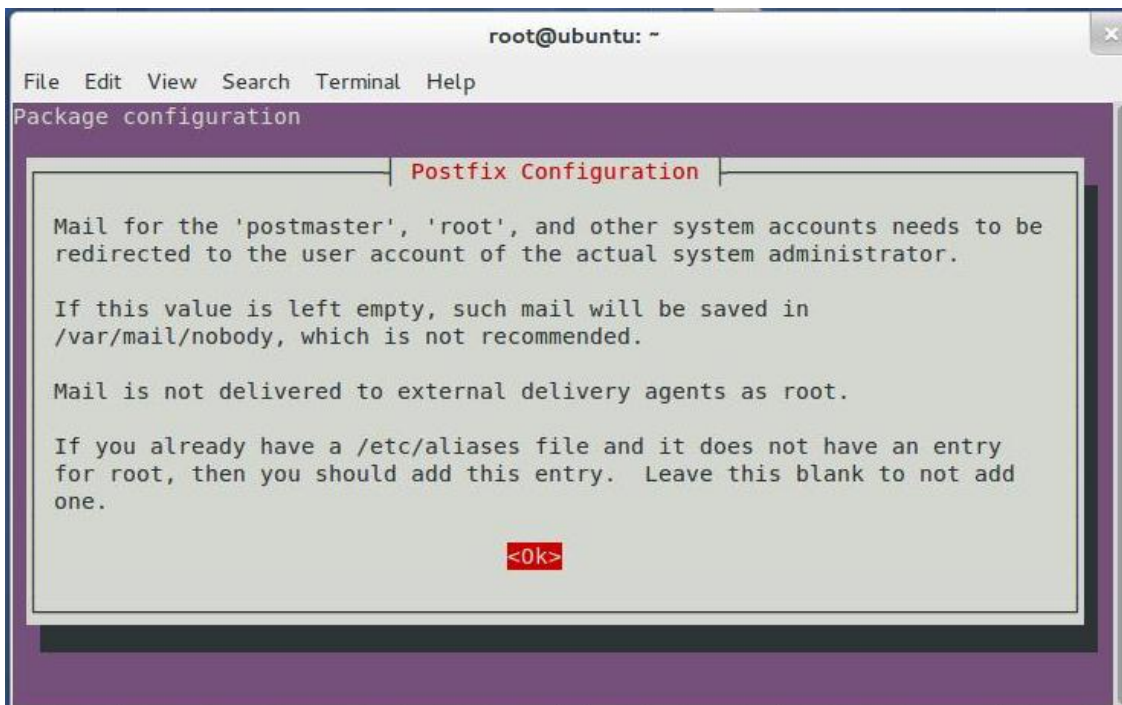 root@ubuntu: ~
File Edit View Search Terminal Help
Package configuration
Postfix Configuration
Mail for the 'postmaster', 'root', and other system accounts needs to be
redirected to the user account of the actual system administrator.
If this value is left empty, such mail will be saved in
/var/mail/nobody, which is not recommended.
Mail is not delivered to external delivery agents as root.
If you already have a /etc/aliases file and it does not have an entry
for root, then you should add this entry.  Leave this blank to not add
one.
<Ok>